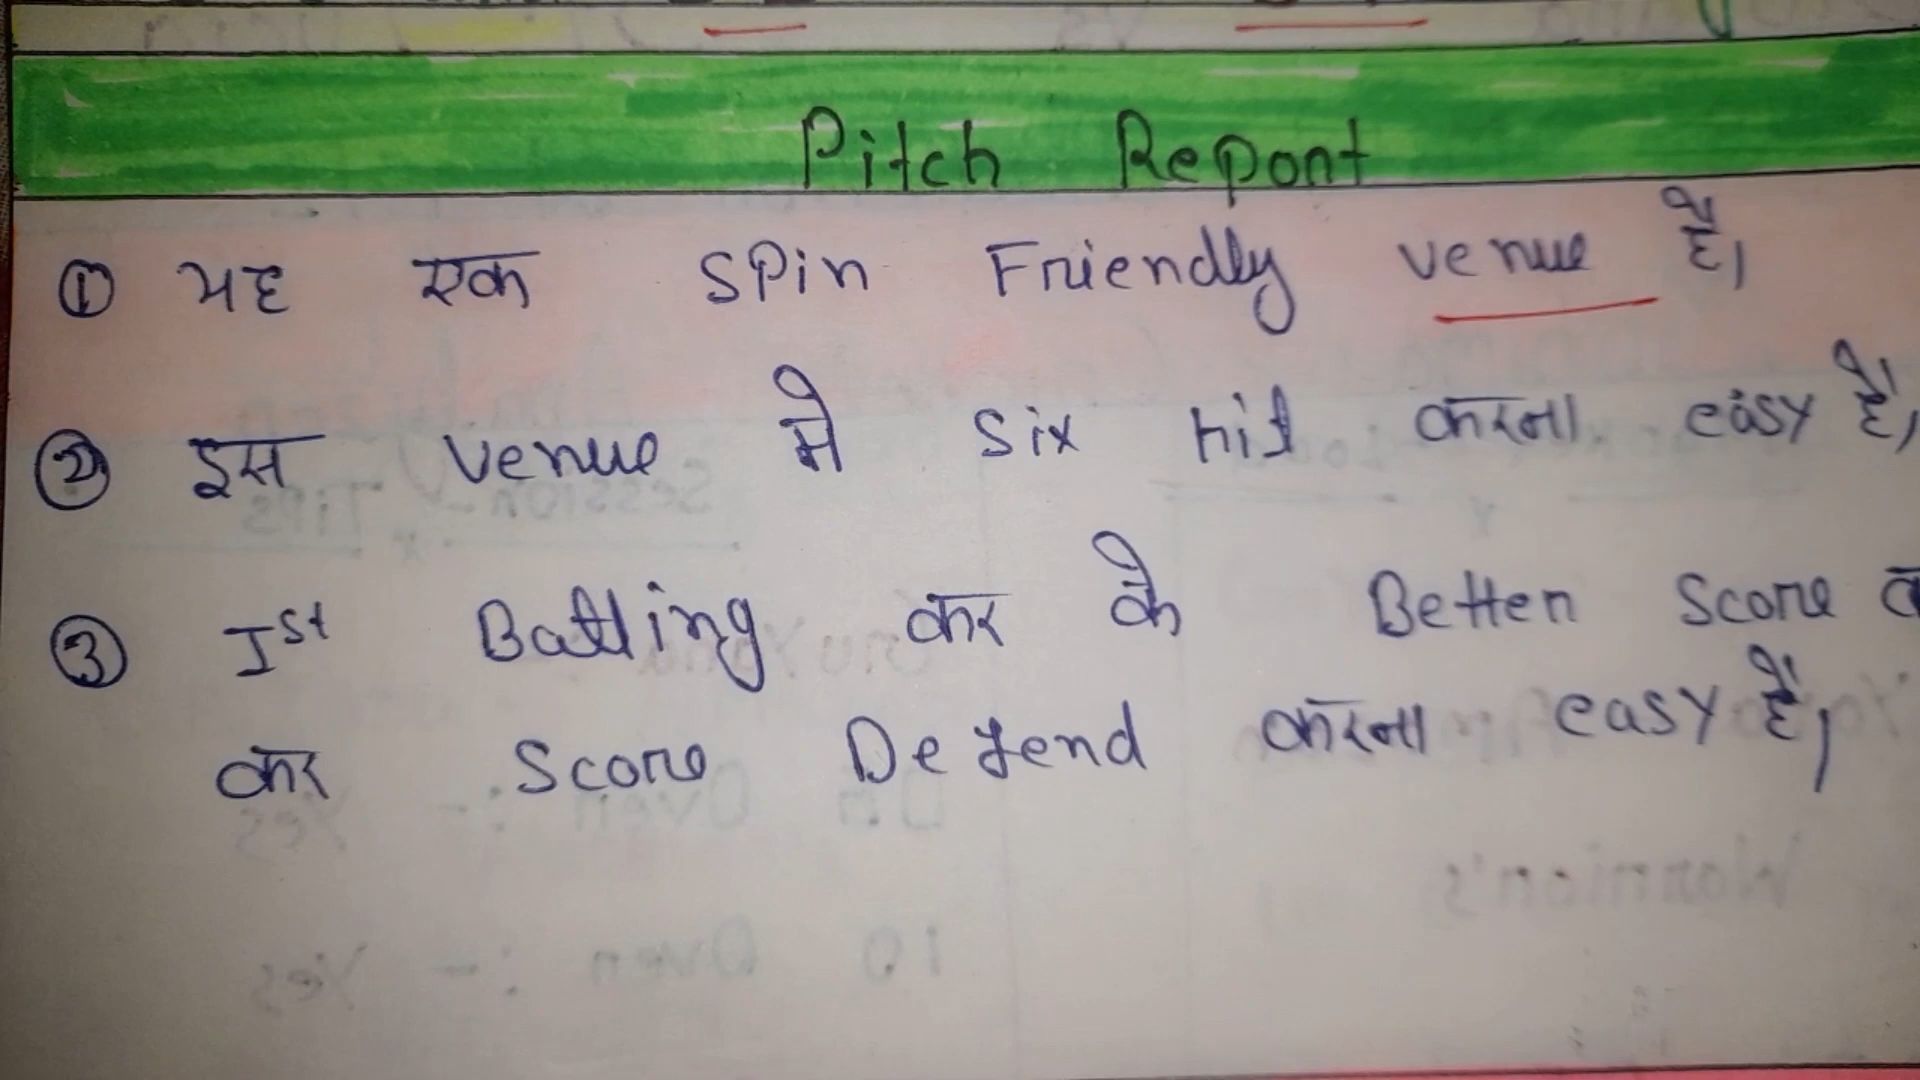 Pitch Report
① यह एक SPin Friendly venue है,
② इस venue मे six hit करना easy है,
③ Ist Batting कर के Better Score
कर Score Defend करना easy है,